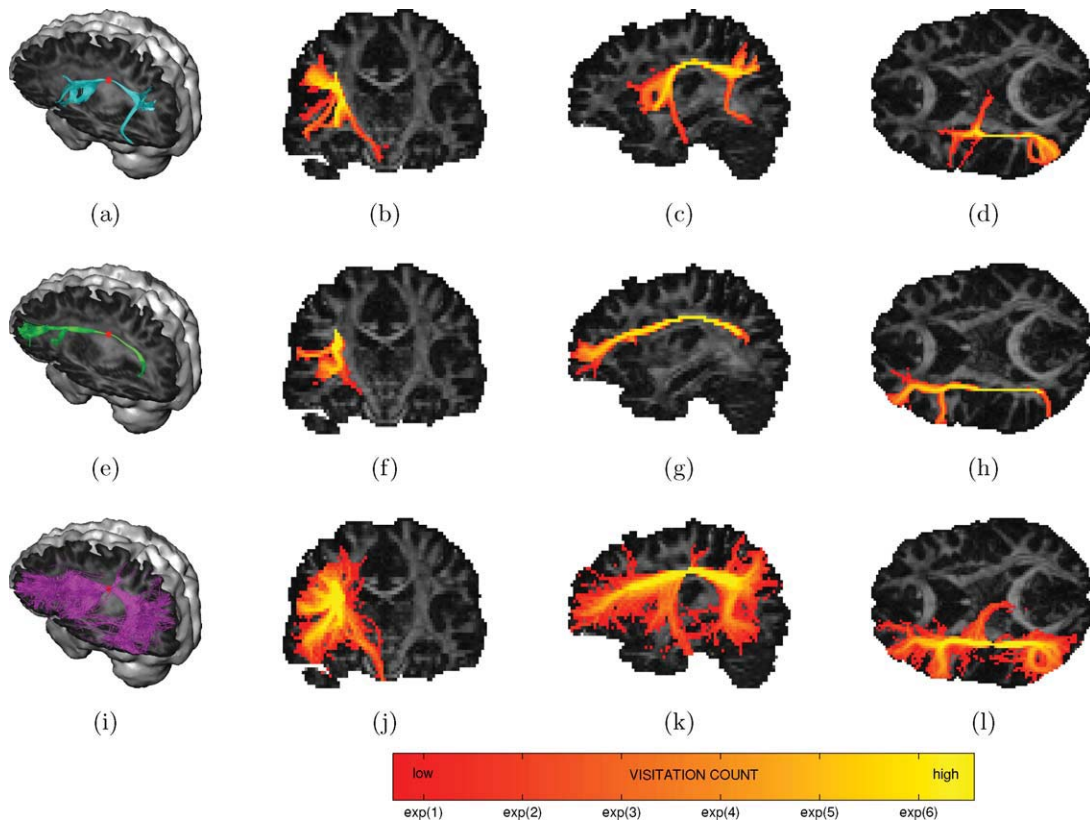 (a) (b) (c) (d)
(e) (f) (g) (h)
(i) (j) (k) (l)
low VISITATION COUNT high
exp(1) exp(2) exp(3) exp(4) exp(5) exp(6)